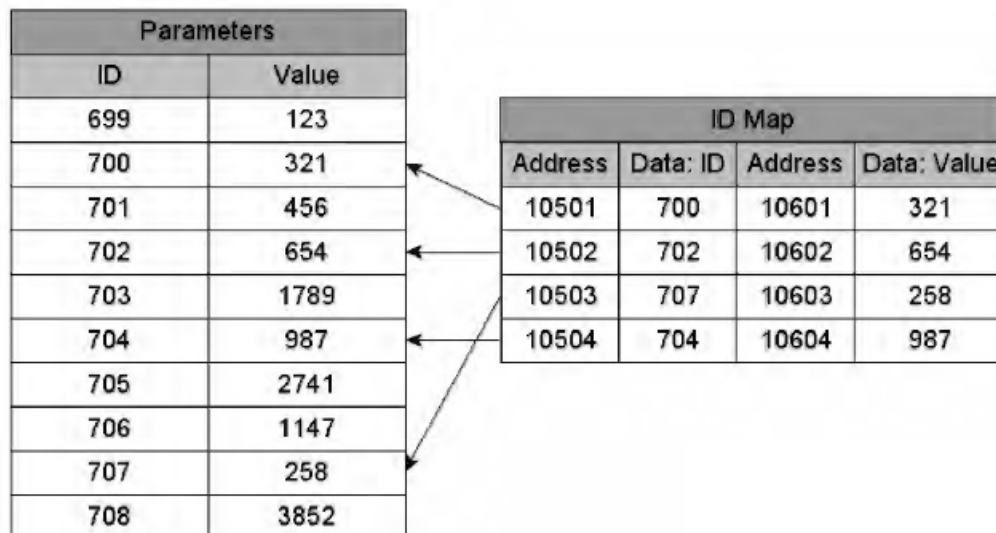 Parameters
ID Value
699 123
700 321
701 456
702 654
703 1789
704 987
705 2741
706 1147
707 258
708 3852
ID Map
Address Data: ID Address Data: Value
10501 700 10601 321
10502 702 10602 654
10503 707 10603 258
10504 704 10604 987